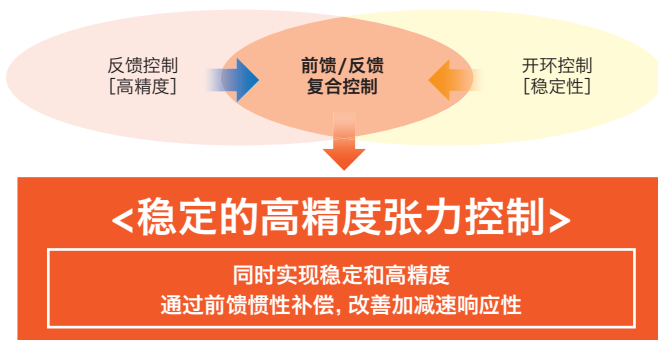 反馈控制
[高精度]
前馈/反馈
复合控制
开环控制
[稳定性]
<稳定的高精度张力控制>
同时实现稳定和高精度
通过前馈惯性补偿, 改善加减速响应性